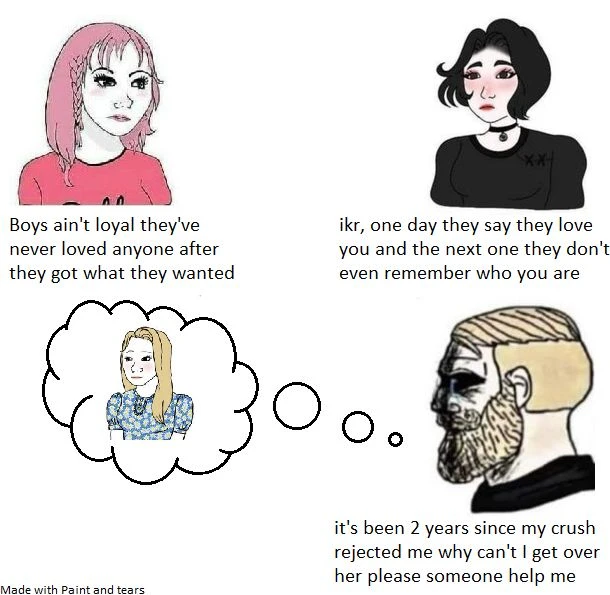 Boys ain't loyal they've
never loved anyone after
they got what they wanted
ikr, one day they say they love
you and the next one they don't
even remember who you are
it's been 2 years since my crush
rejected me why can't I get over
her please someone help me
Made with Paint and tears